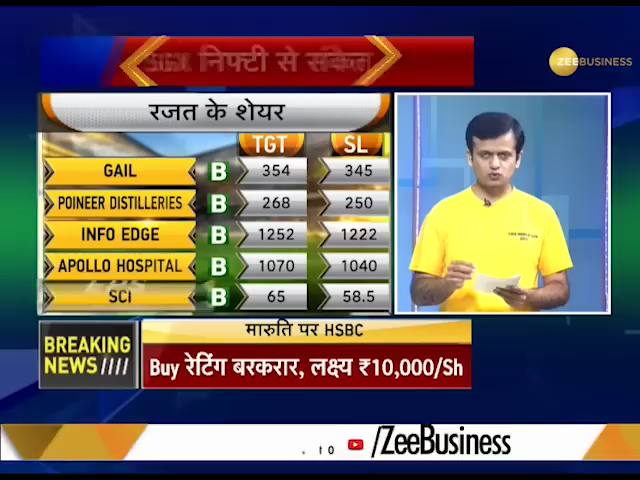 SGX निफ्टी से संकेत
ZEEBUSINESS
रजत के शेयर
TGT SL
GAIL B 354 345
POINEER DISTILLERIES B 268 250
INFO EDGE B 1252 1222
APOLLO HOSPITAL B 1070 1040
SCI B 65 58.5
BREAKING NEWS
मारुति पर HSBC
Buy रेटिंग बरकरार, लक्ष्य ₹10,000/Sh
to /ZeeBusiness